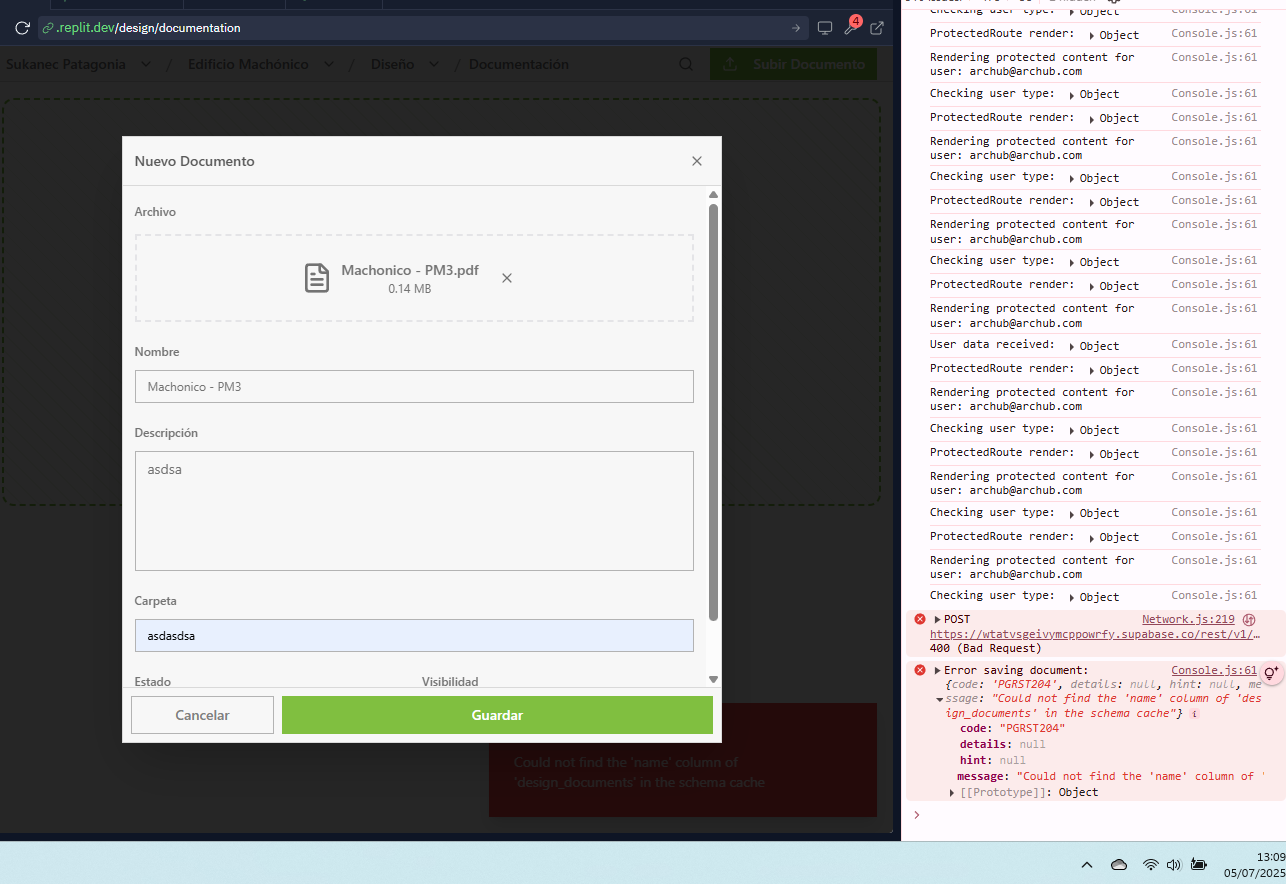 .replit.dev/design/documentation
4
Sukanec Patagonia / Edificio Machónico / Diseño / Documentación
Subir Documento
Nuevo Documento
Archivo
Machonico - PM3.pdf
0.14 MB
Nombre
Machonico - PM3
Descripción
asdsa
Carpeta
asdasdsa
Estado Visibilidad
Cancelar Guardar
Could not find the 'name' column of
'design_documents' in the schema cache
Checking user type: Object Console.js:61
ProtectedRoute render: Object Console.js:61
Rendering protected content for Console.js:61
user: archub@archub.com
Checking user type: Object Console.js:61
ProtectedRoute render: Object Console.js:61
Rendering protected content for Console.js:61
user: archub@archub.com
Checking user type: Object Console.js:61
ProtectedRoute render: Object Console.js:61
Rendering protected content for Console.js:61
user: archub@archub.com
Checking user type: Object Console.js:61
ProtectedRoute render: Object Console.js:61
Rendering protected content for Console.js:61
user: archub@archub.com
User data received: Object Console.js:61
ProtectedRoute render: Object Console.js:61
Rendering protected content for Console.js:61
user: archub@archub.com
Checking user type: Object Console.js:61
ProtectedRoute render: Object Console.js:61
Rendering protected content for Console.js:61
user: archub@archub.com
Checking user type: Object Console.js:61
ProtectedRoute render: Object Console.js:61
Rendering protected content for Console.js:61
user: archub@archub.com
Checking user type: Object Console.js:61
POST Network.js:219
https://wtatvsgeivymcppowrfy.supabase.co/rest/v1/…
400 (Bad Request)
Error saving document: Console.js:61
{code: 'PGRST204', details: null, hint: null, me
ssage: "Could not find the 'name' column of 'des
ign_documents' in the schema cache"}
code: "PGRST204"
details: null
hint: null
message: "Could not find the 'name' column of '
[[Prototype]]: Object
13:09
05/07/2025